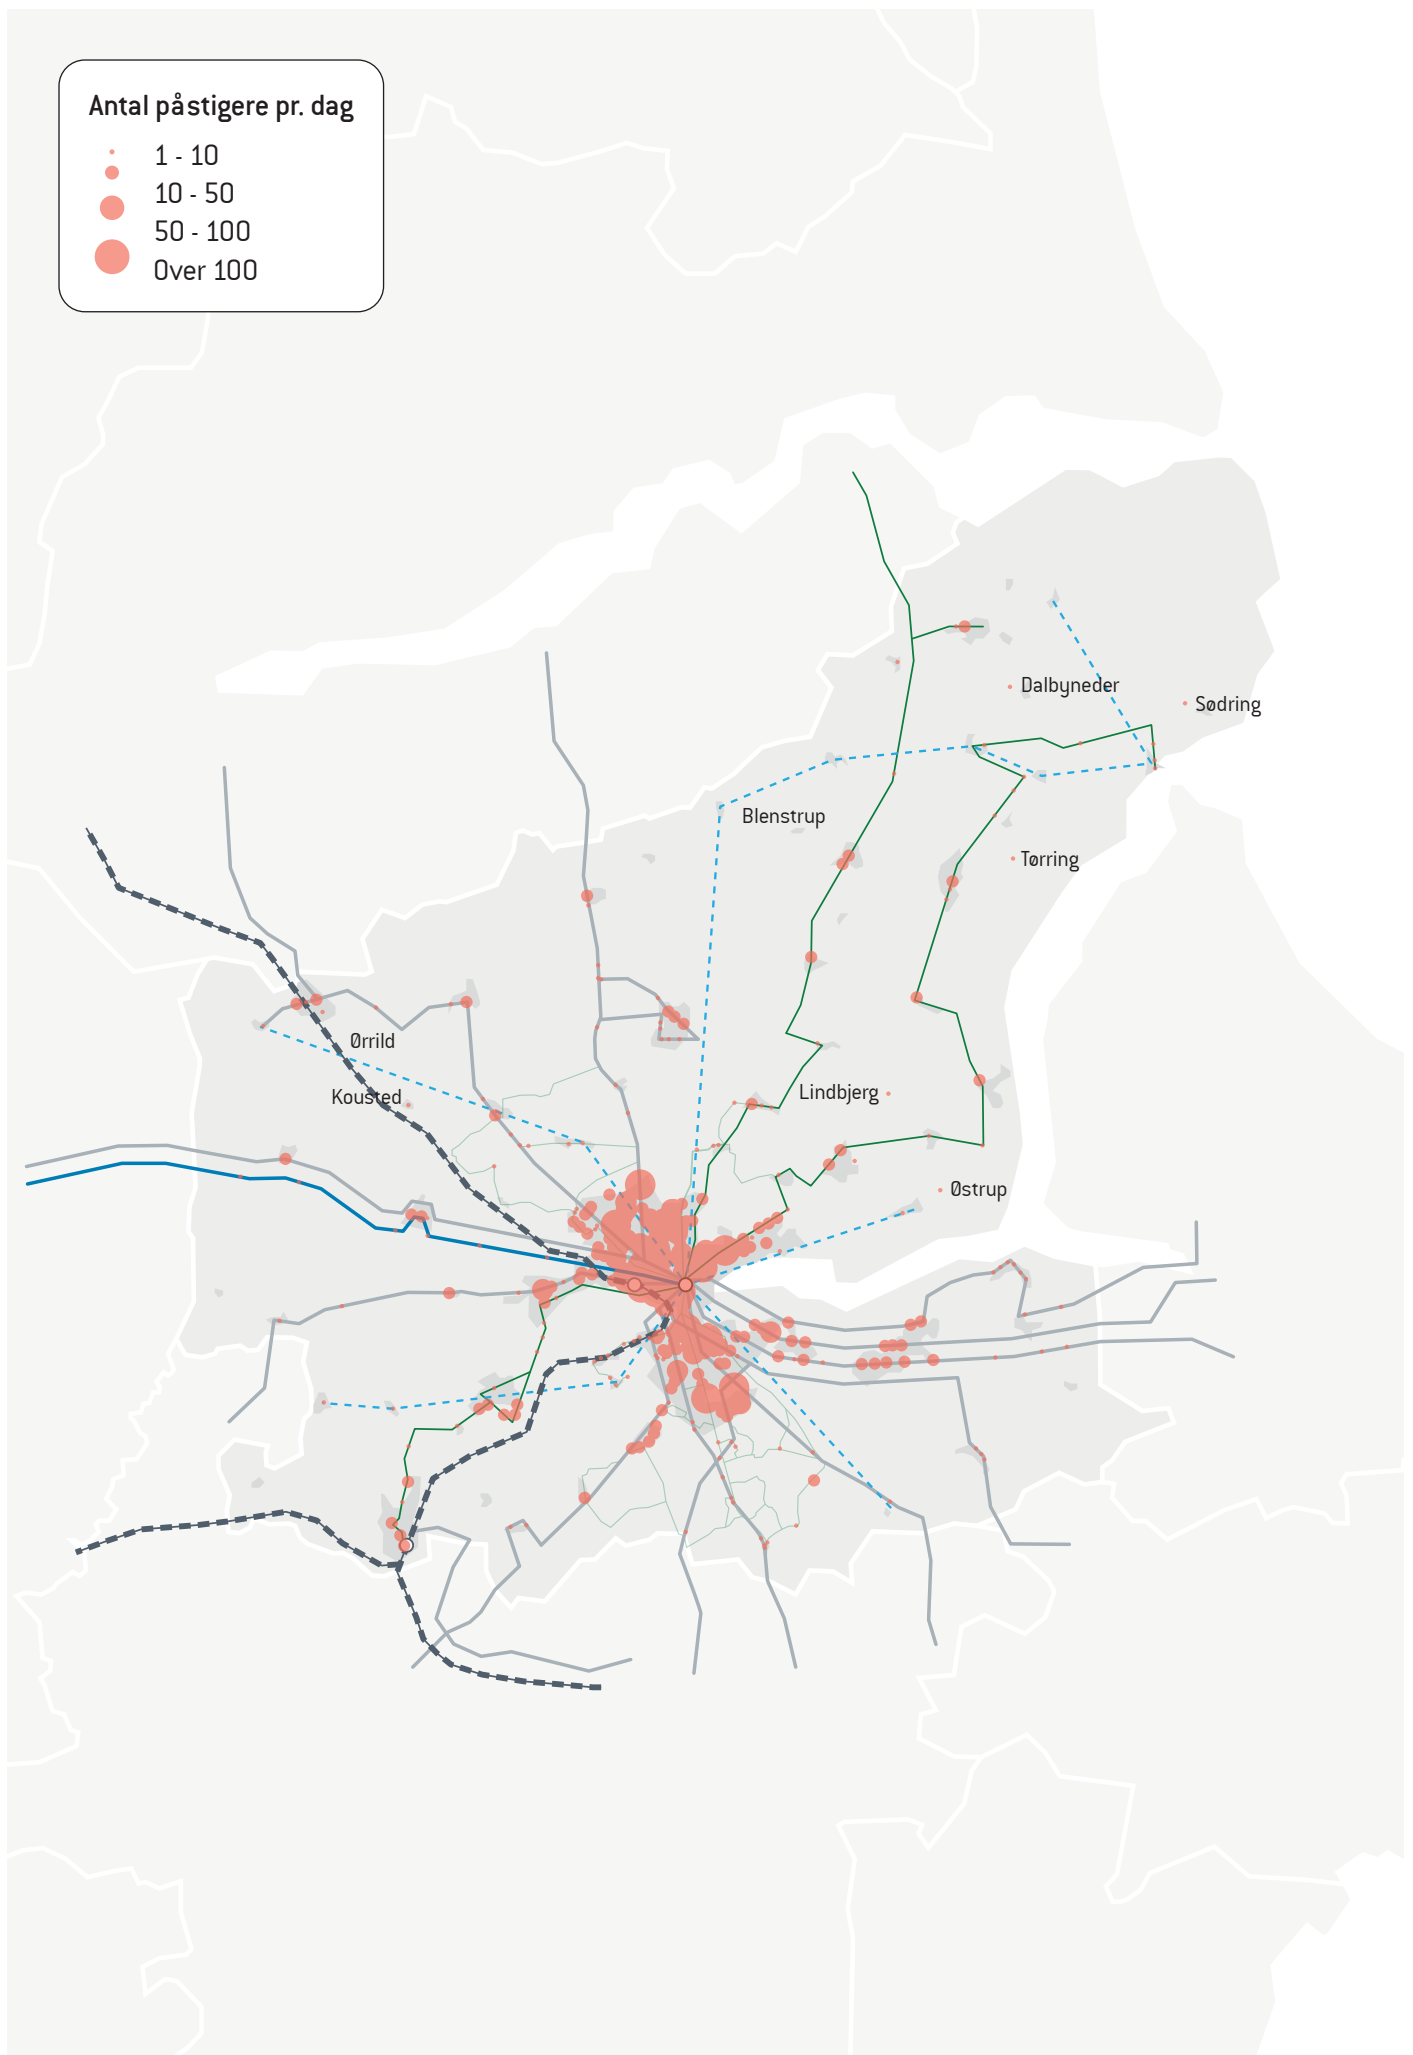 Antal påstigere pr. dag
1 - 10
10 - 50
50 - 100
Over 100
Dalbyneder
Sødring
Blenstrup
Tørring
Ørrild
Kousted
Lindbjerg
Østrup